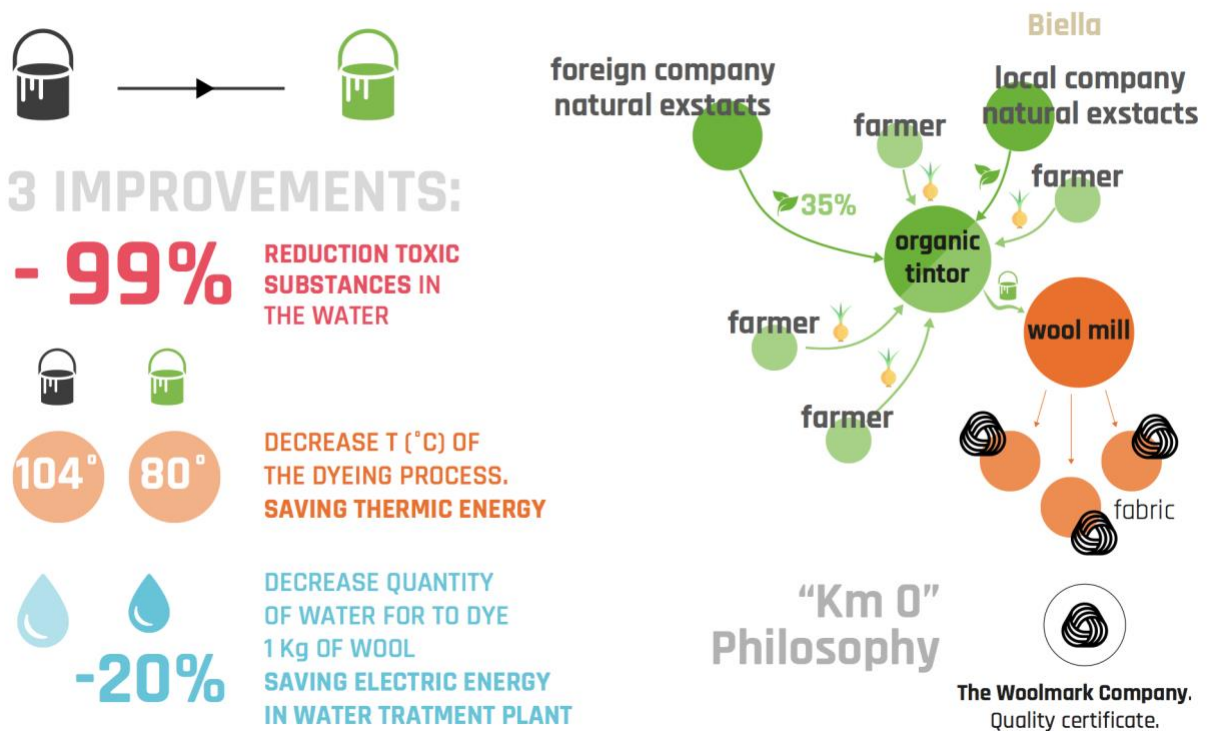 3 IMPROVEMENTS:
- 99%
REDUCTION TOXIC
SUBSTANCES IN
THE WATER
104°
80°
DECREASE T (°C) OF
THE DYEING PROCESS.
SAVING THERMIC ENERGY
-20%
DECREASE QUANTITY
OF WATER FOR TO DYE
1 Kg OF WOOL
SAVING ELECTRIC ENERGY
IN WATER TRATMENT PLANT
Biella
foreign company
natural exstacts
local company
natural exstacts
farmer
farmer
35%
organic
tintor
farmer
wool mill
farmer
fabric
“Km 0”
Philosophy
The Woolmark Company.
Quality certificate.